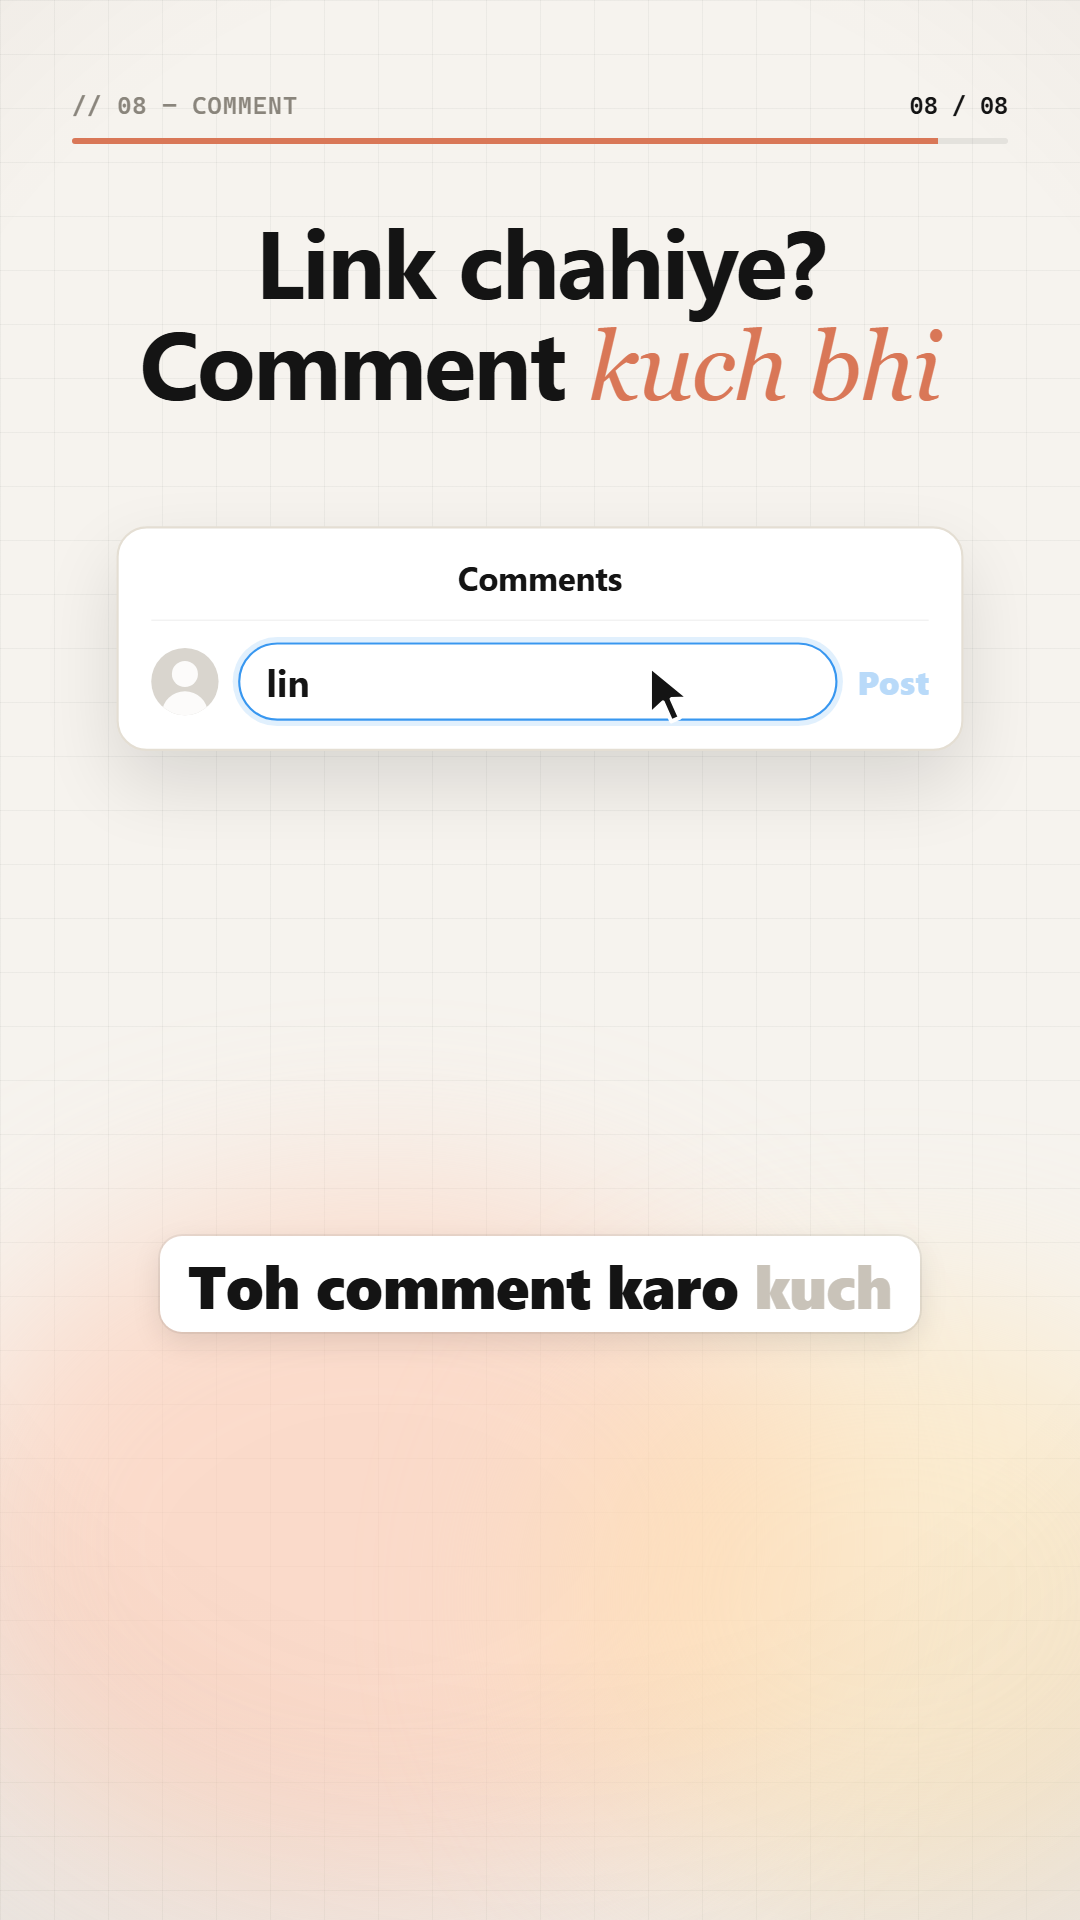 // 08 – COMMENT
08 / 08
Link chahiye?
Comment kuch bhi
Comments
lin
Post
Toh comment karo kuch